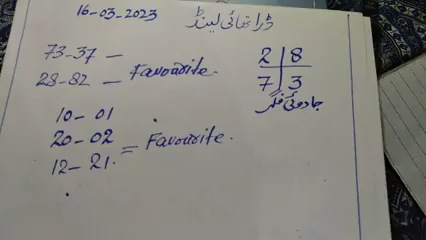 16-03-2023
ڈرا تھائی لینڈ
73-37 —
28-82 — Favourite.
2 8
7 3
جادوئی فگر
10-01
20-02
12-21. = Favourite.